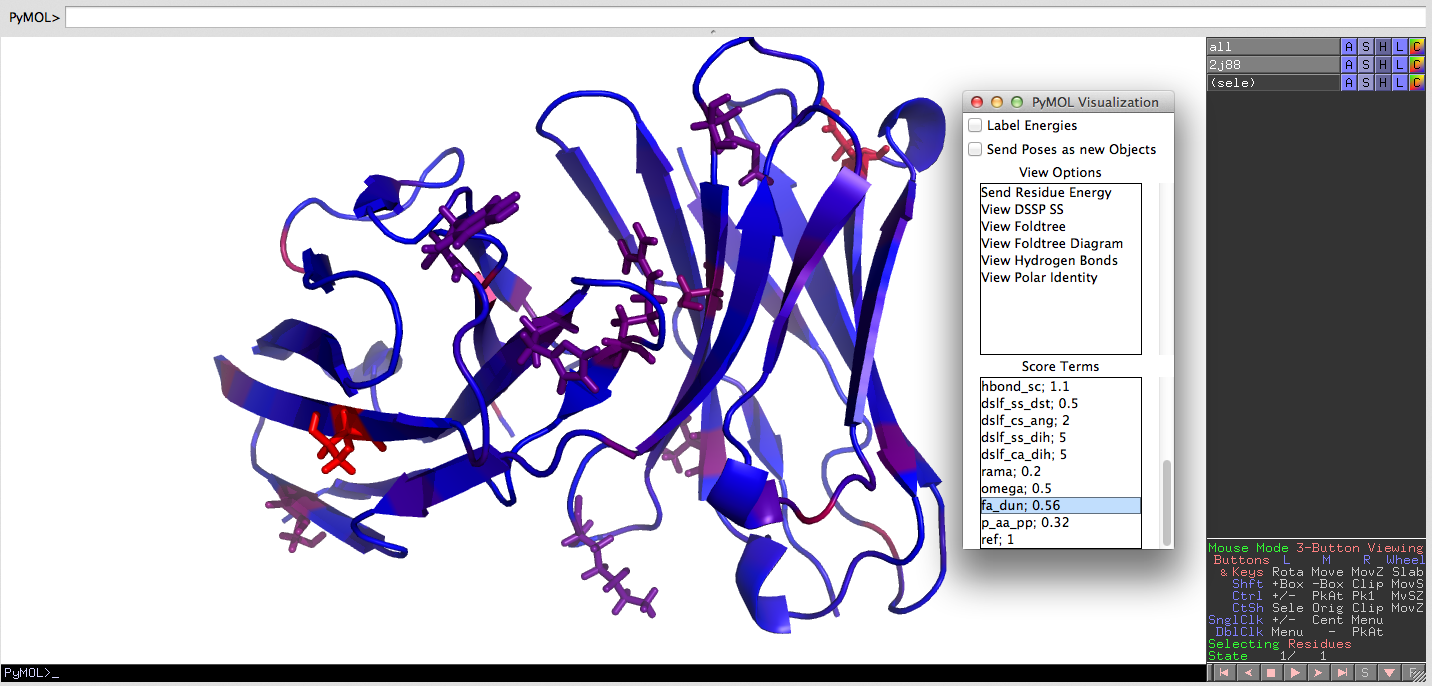 PyMOL>
all A S H L C
2j88 A S H L C
(sele) A S H L C
PyMOL Visualization
Label Energies
Send Poses as new Objects
View Options
Send Residue Energy
View DSSP SS
View Foldtree
View Foldtree Diagram
View Hydrogen Bonds
View Polar Identity
Score Terms
hbond_sc; 1.1
dslf_ss_dst; 0.5
dslf_cs_ang; 2
dslf_ss_dih; 5
dslf_ca_dih; 5
rama; 0.2
omega; 0.5
fa_dun; 0.56
p_aa_pp; 0.32
ref; 1
Mouse Mode 3-Button Viewing
Buttons L M R Wheel
& Keys Rota Move MovZ Slab
Shft +Box -Box Clip MovS
Ctrl +/- PkAt Pk1 MvSZ
CtSh Sele Orig Clip MovZ
SnglClk +/- Cent Menu
DblClk Menu - PkAt
Selecting Residues
State 1/ 1
PyMOL>_
S F